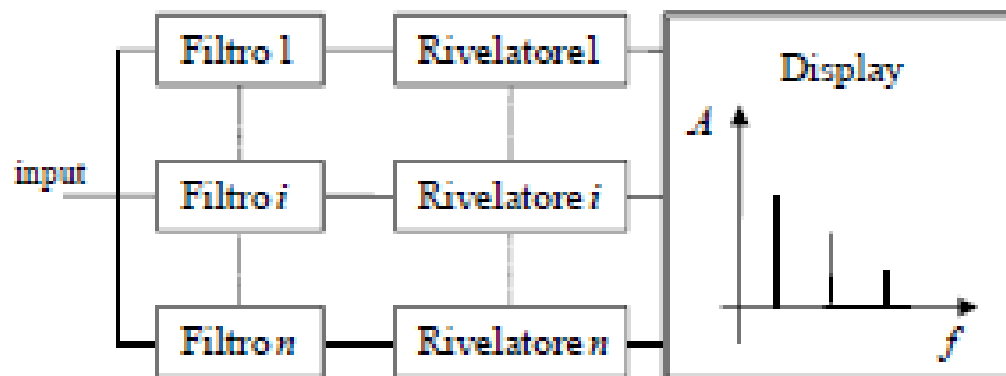 Filtro 1 Rivelatore1
Display
A
input
Filtro i Rivelatore i
Filtro n Rivelatore n
f